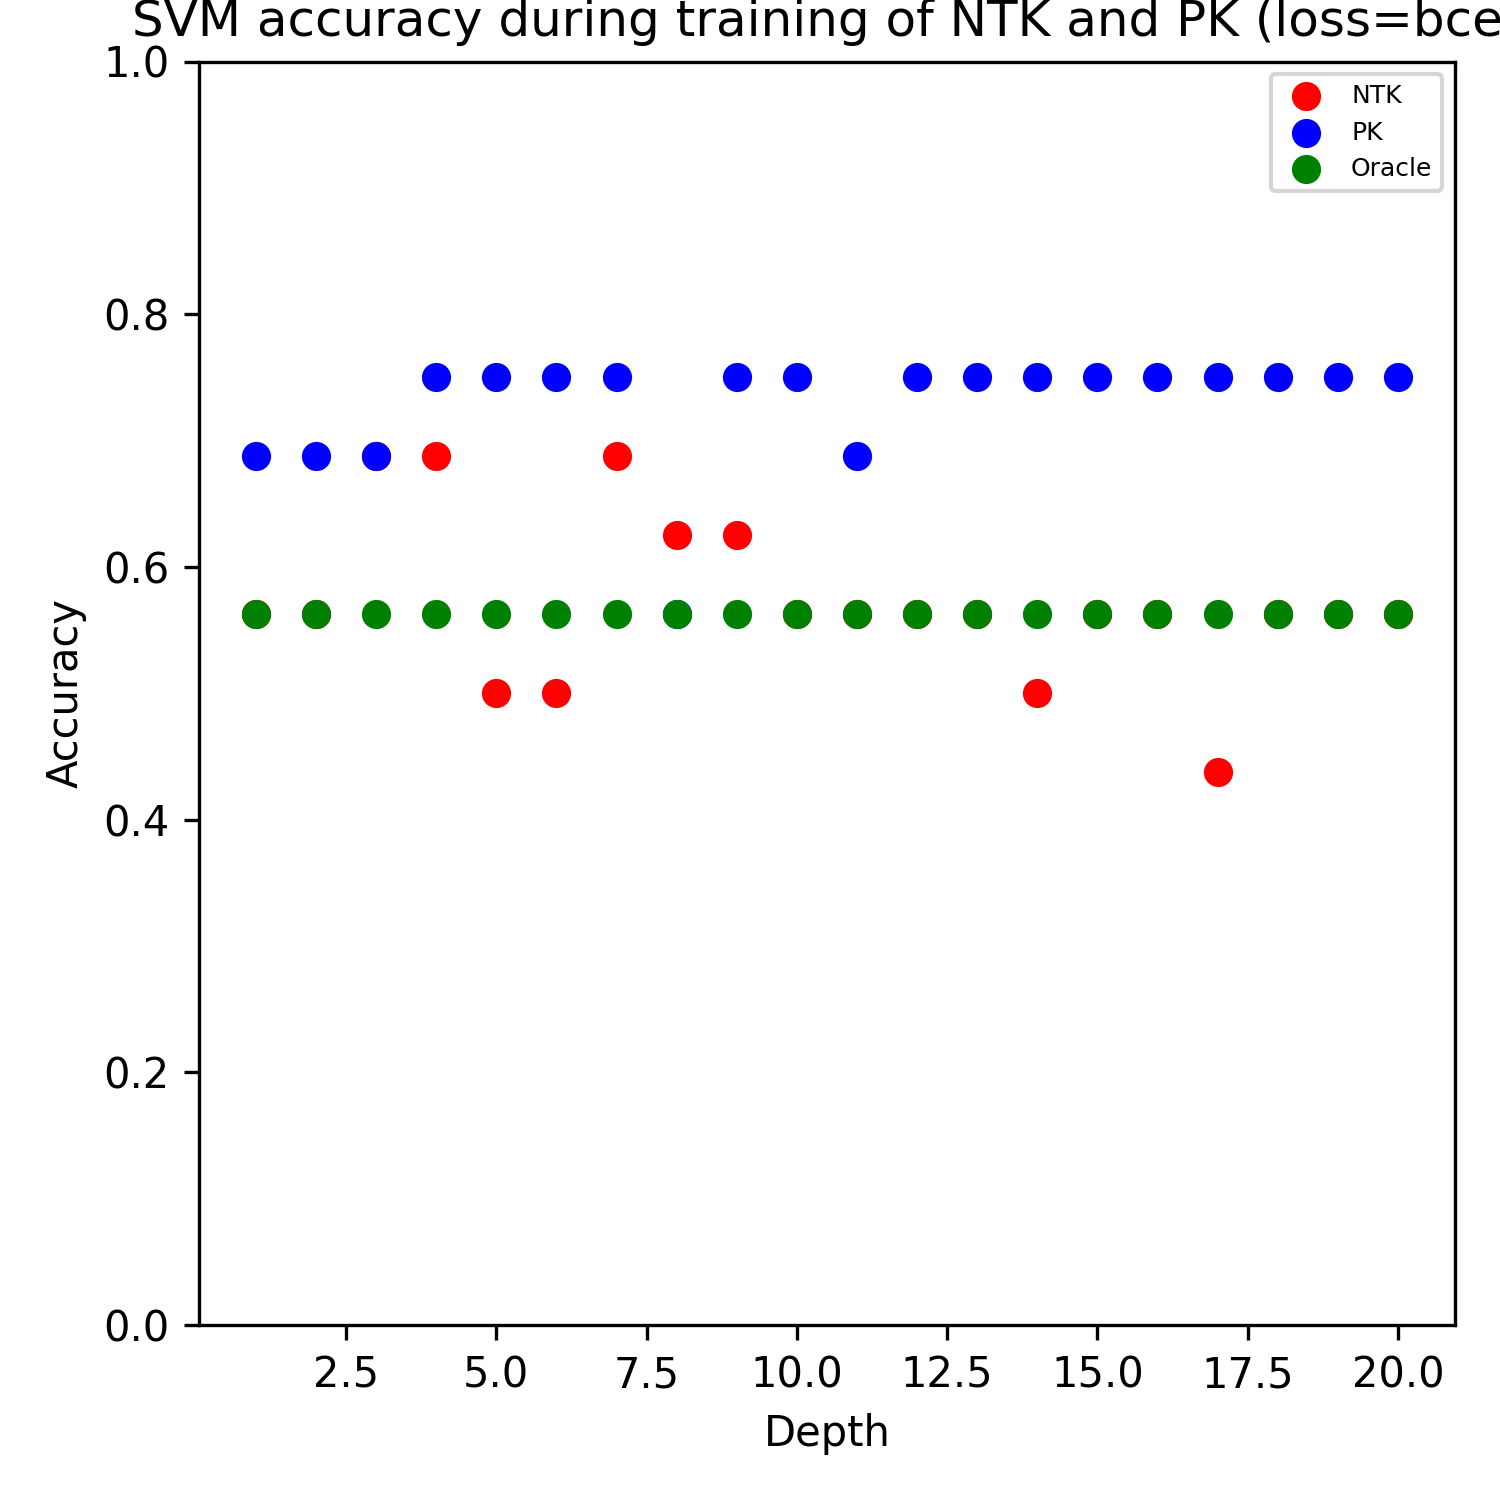 SVM accuracy during training of NTK and PK (loss=bce
1.0
NTK
PK
Oracle
0.8
0.6
0.4
0.2
0.0
Accuracy
2.5 5.0 7.5 10.0 12.5 15.0 17.5 20.0
Depth